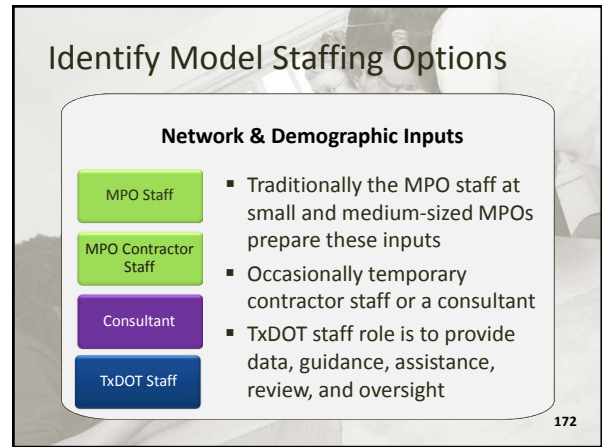 Identify Model Staffing Options
Network & Demographic Inputs
MPO Staff
MPO Contractor
Staff
Consultant
TxDOT Staff
▪ Traditionally the MPO staff at
small and medium-sized MPOs
prepare these inputs
▪ Occasionally temporary
contractor staff or a consultant
▪ TxDOT staff role is to provide
data, guidance, assistance,
review, and oversight
172